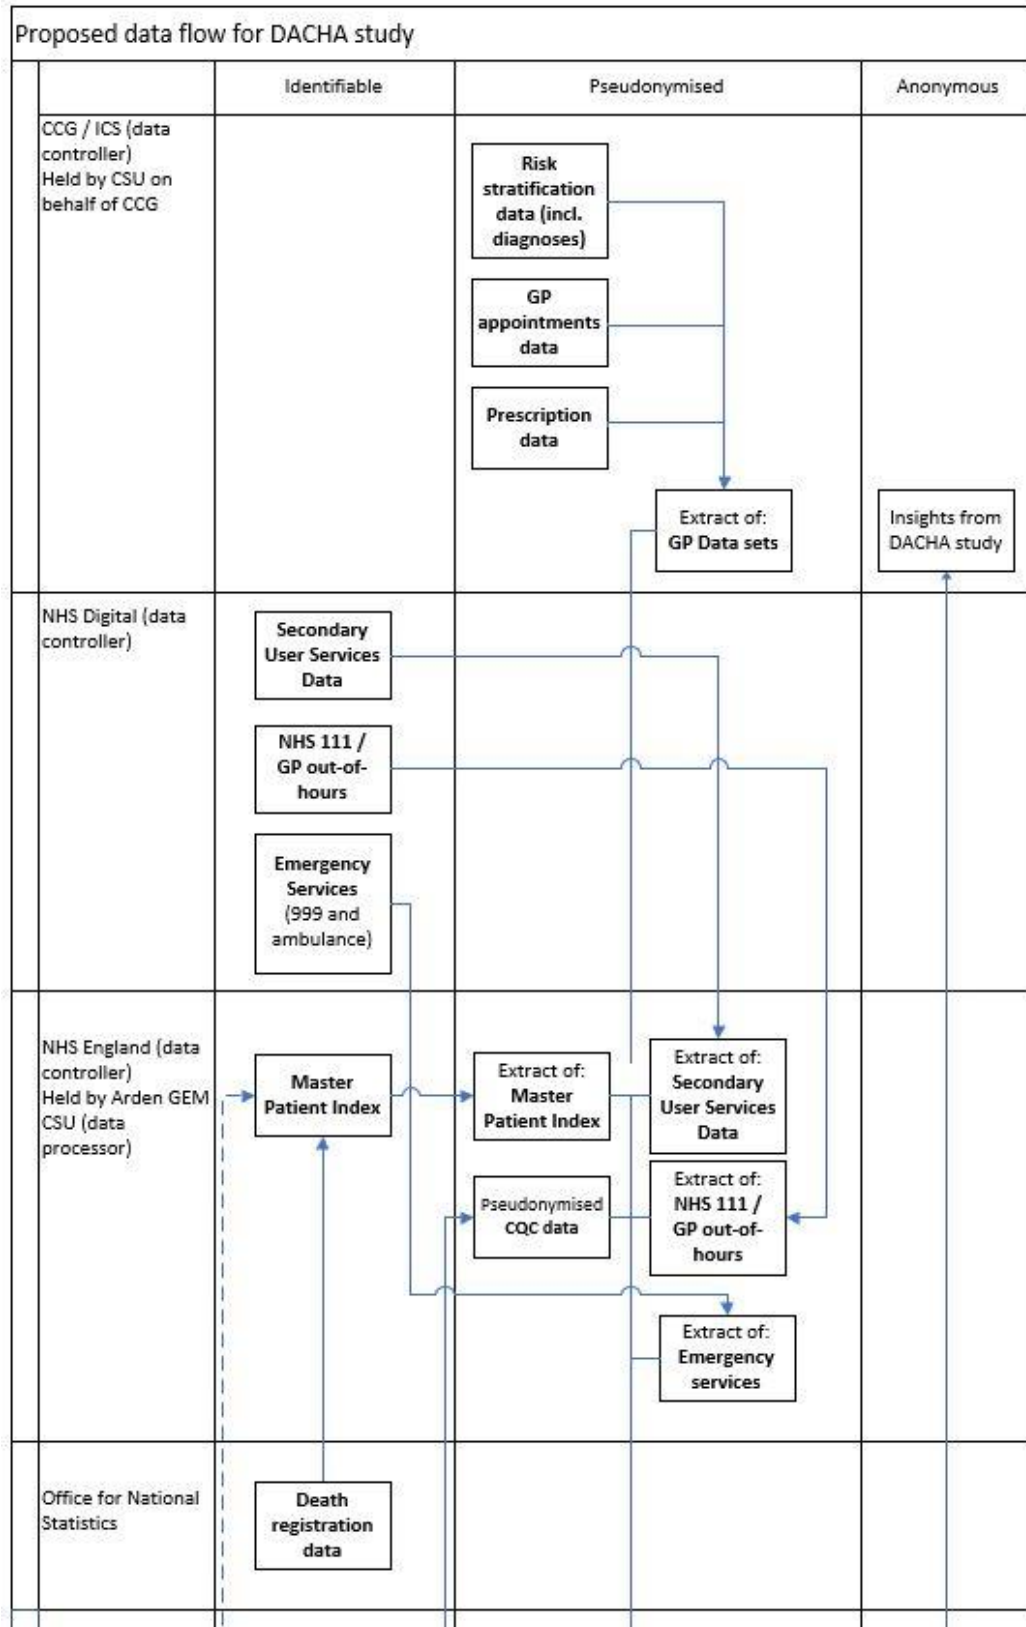 Proposed data flow for DACHA study
Identifiable
Pseudonymised
Anonymous
CCG / ICS (data
controller)
Held by CSU on
behalf of CCG
Risk
stratification
data (incl.
diagnoses)
GP
appointments
data
Prescription
data
Extract of:
GP Data sets
Insights from
DACHA study
NHS Digital (data
controller)
Secondary
User Services
Data
NHS 111 /
GP out-of-
hours
Emergency
Services
(999 and
ambulance)
NHS England (data
controller)
Held by Arden GEM
CSU (data
processor)
Master
Patient Index
Extract of:
Master
Patient Index
Extract of:
Secondary
User Services
Data
Pseudonymised
CQC data
Extract of:
NHS 111 /
GP out-of-
hours
Extract of:
Emergency
services
Office for National
Statistics
Death
registration
data